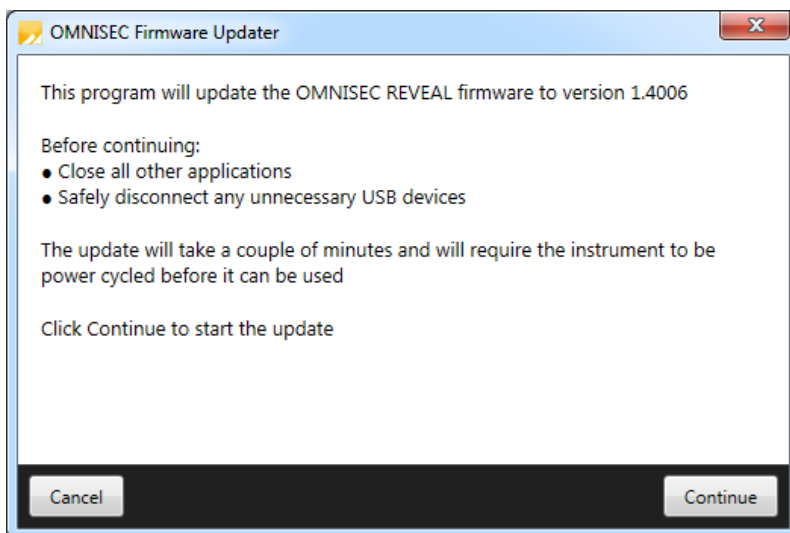 OMNISEC Firmware Updater
This program will update the OMNISEC REVEAL firmware to version 1.4006
Before continuing:
● Close all other applications
● Safely disconnect any unnecessary USB devices
The update will take a couple of minutes and will require the instrument to be
power cycled before it can be used
Click Continue to start the update
Cancel
Continue